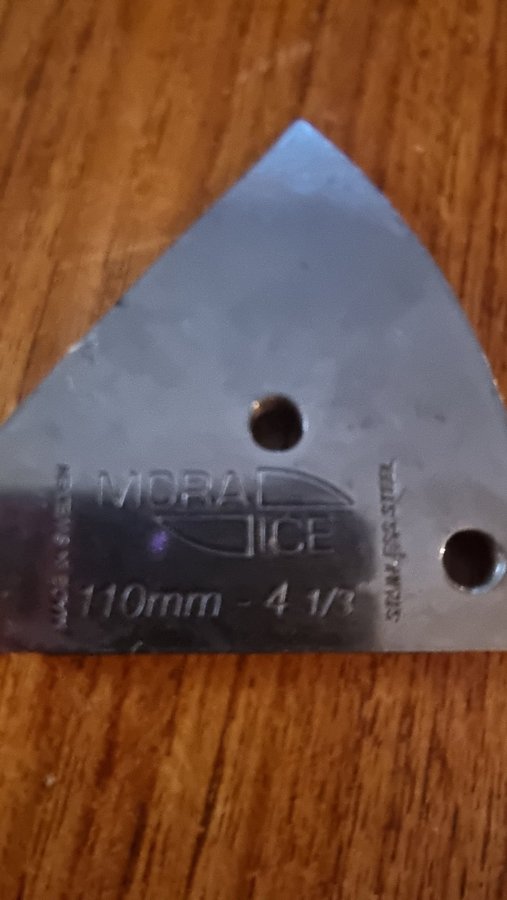 MADE IN SWEDEN
MORA
ICE
110mm - 4 1/3
STAINLESS STEEL